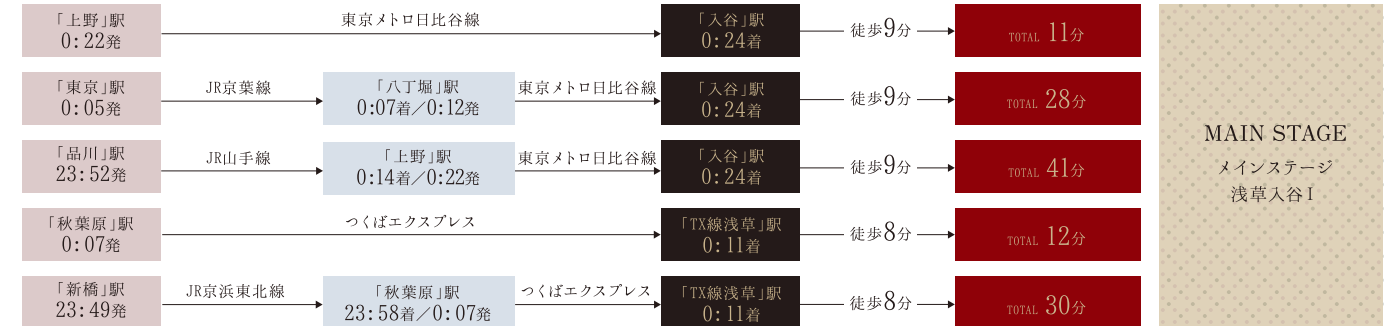 「上野」駅
0:22発
東京メトロ日比谷線
「入谷」駅
0:24着
徒歩9分
TOTAL 11分
「東京」駅
0:05発
JR京葉線
「八丁堀」駅
0:07着／0:12発
東京メトロ日比谷線
「入谷」駅
0:24着
徒歩9分
TOTAL 28分
「品川」駅
23:52発
JR山手線
「上野」駅
0:14着／0:22発
東京メトロ日比谷線
「入谷」駅
0:24着
徒歩9分
TOTAL 41分
「秋葉原」駅
0:07発
つくばエクスプレス
「TX線浅草」駅
0:11着
徒歩8分
TOTAL 12分
「新橋」駅
23:49発
JR京浜東北線
「秋葉原」駅
23:58着／0:07発
つくばエクスプレス
「TX線浅草」駅
0:11着
徒歩8分
TOTAL 30分
MAIN STAGE
メインステージ
浅草入谷I